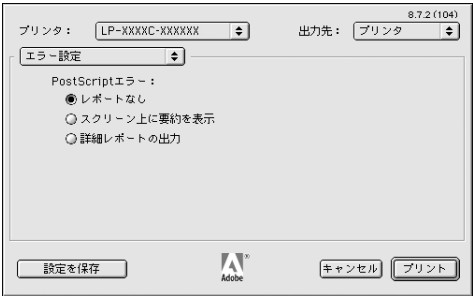 8.7.2 (104)
プリンタ： LP-XXXXC-XXXXXX 出力先： プリンタ
エラー設定
PostScriptエラー：
レポートなし
スクリーン上に要約を表示
詳細レポートの出力
設定を保存 Adobe ® キャンセル プリント